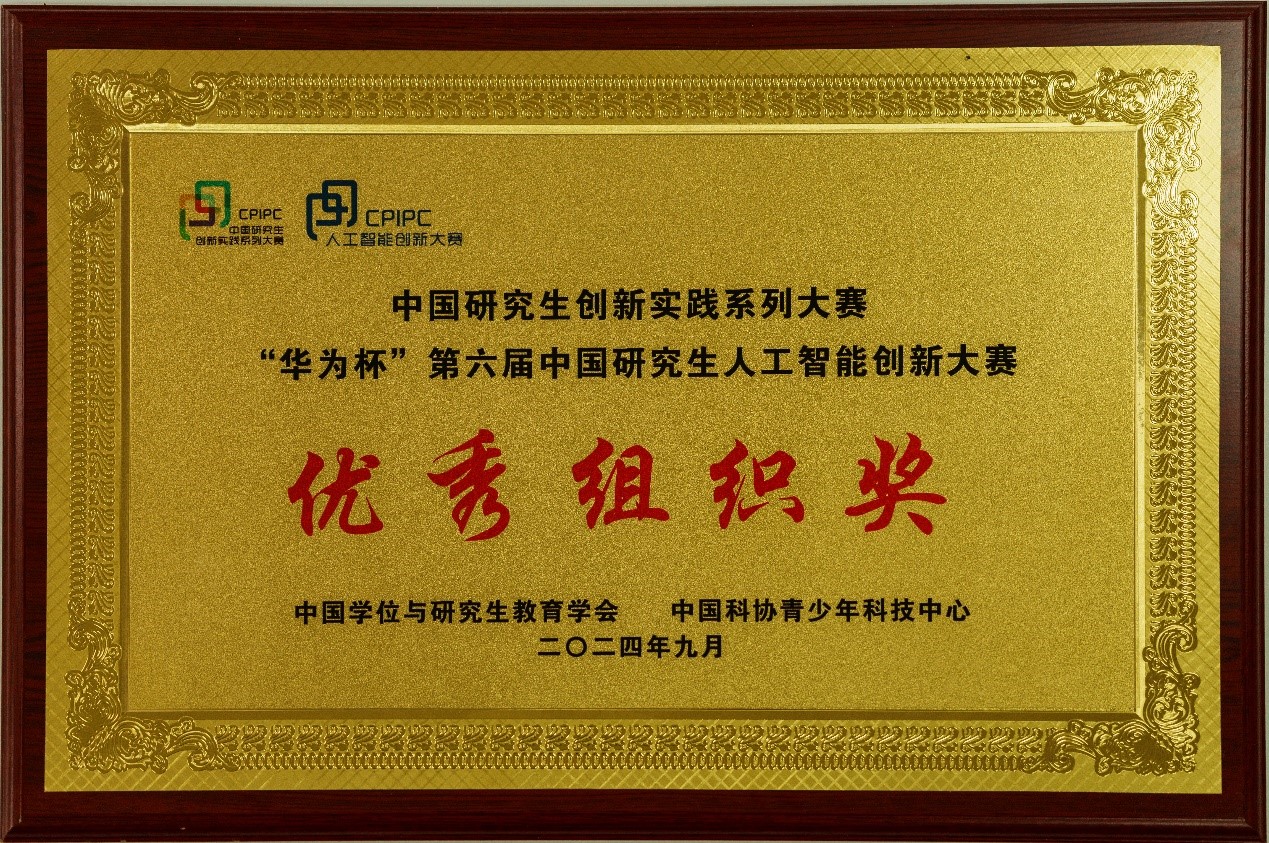 CPIPC
中国研究生
创新实践系列大赛
CPIPC
人工智能创新大赛
中国研究生创新实践系列大赛
“华为杯”第六届中国研究生人工智能创新大赛
优秀组织奖
中国学位与研究生教育学会 中国科协青少年科技中心
二〇二四年九月